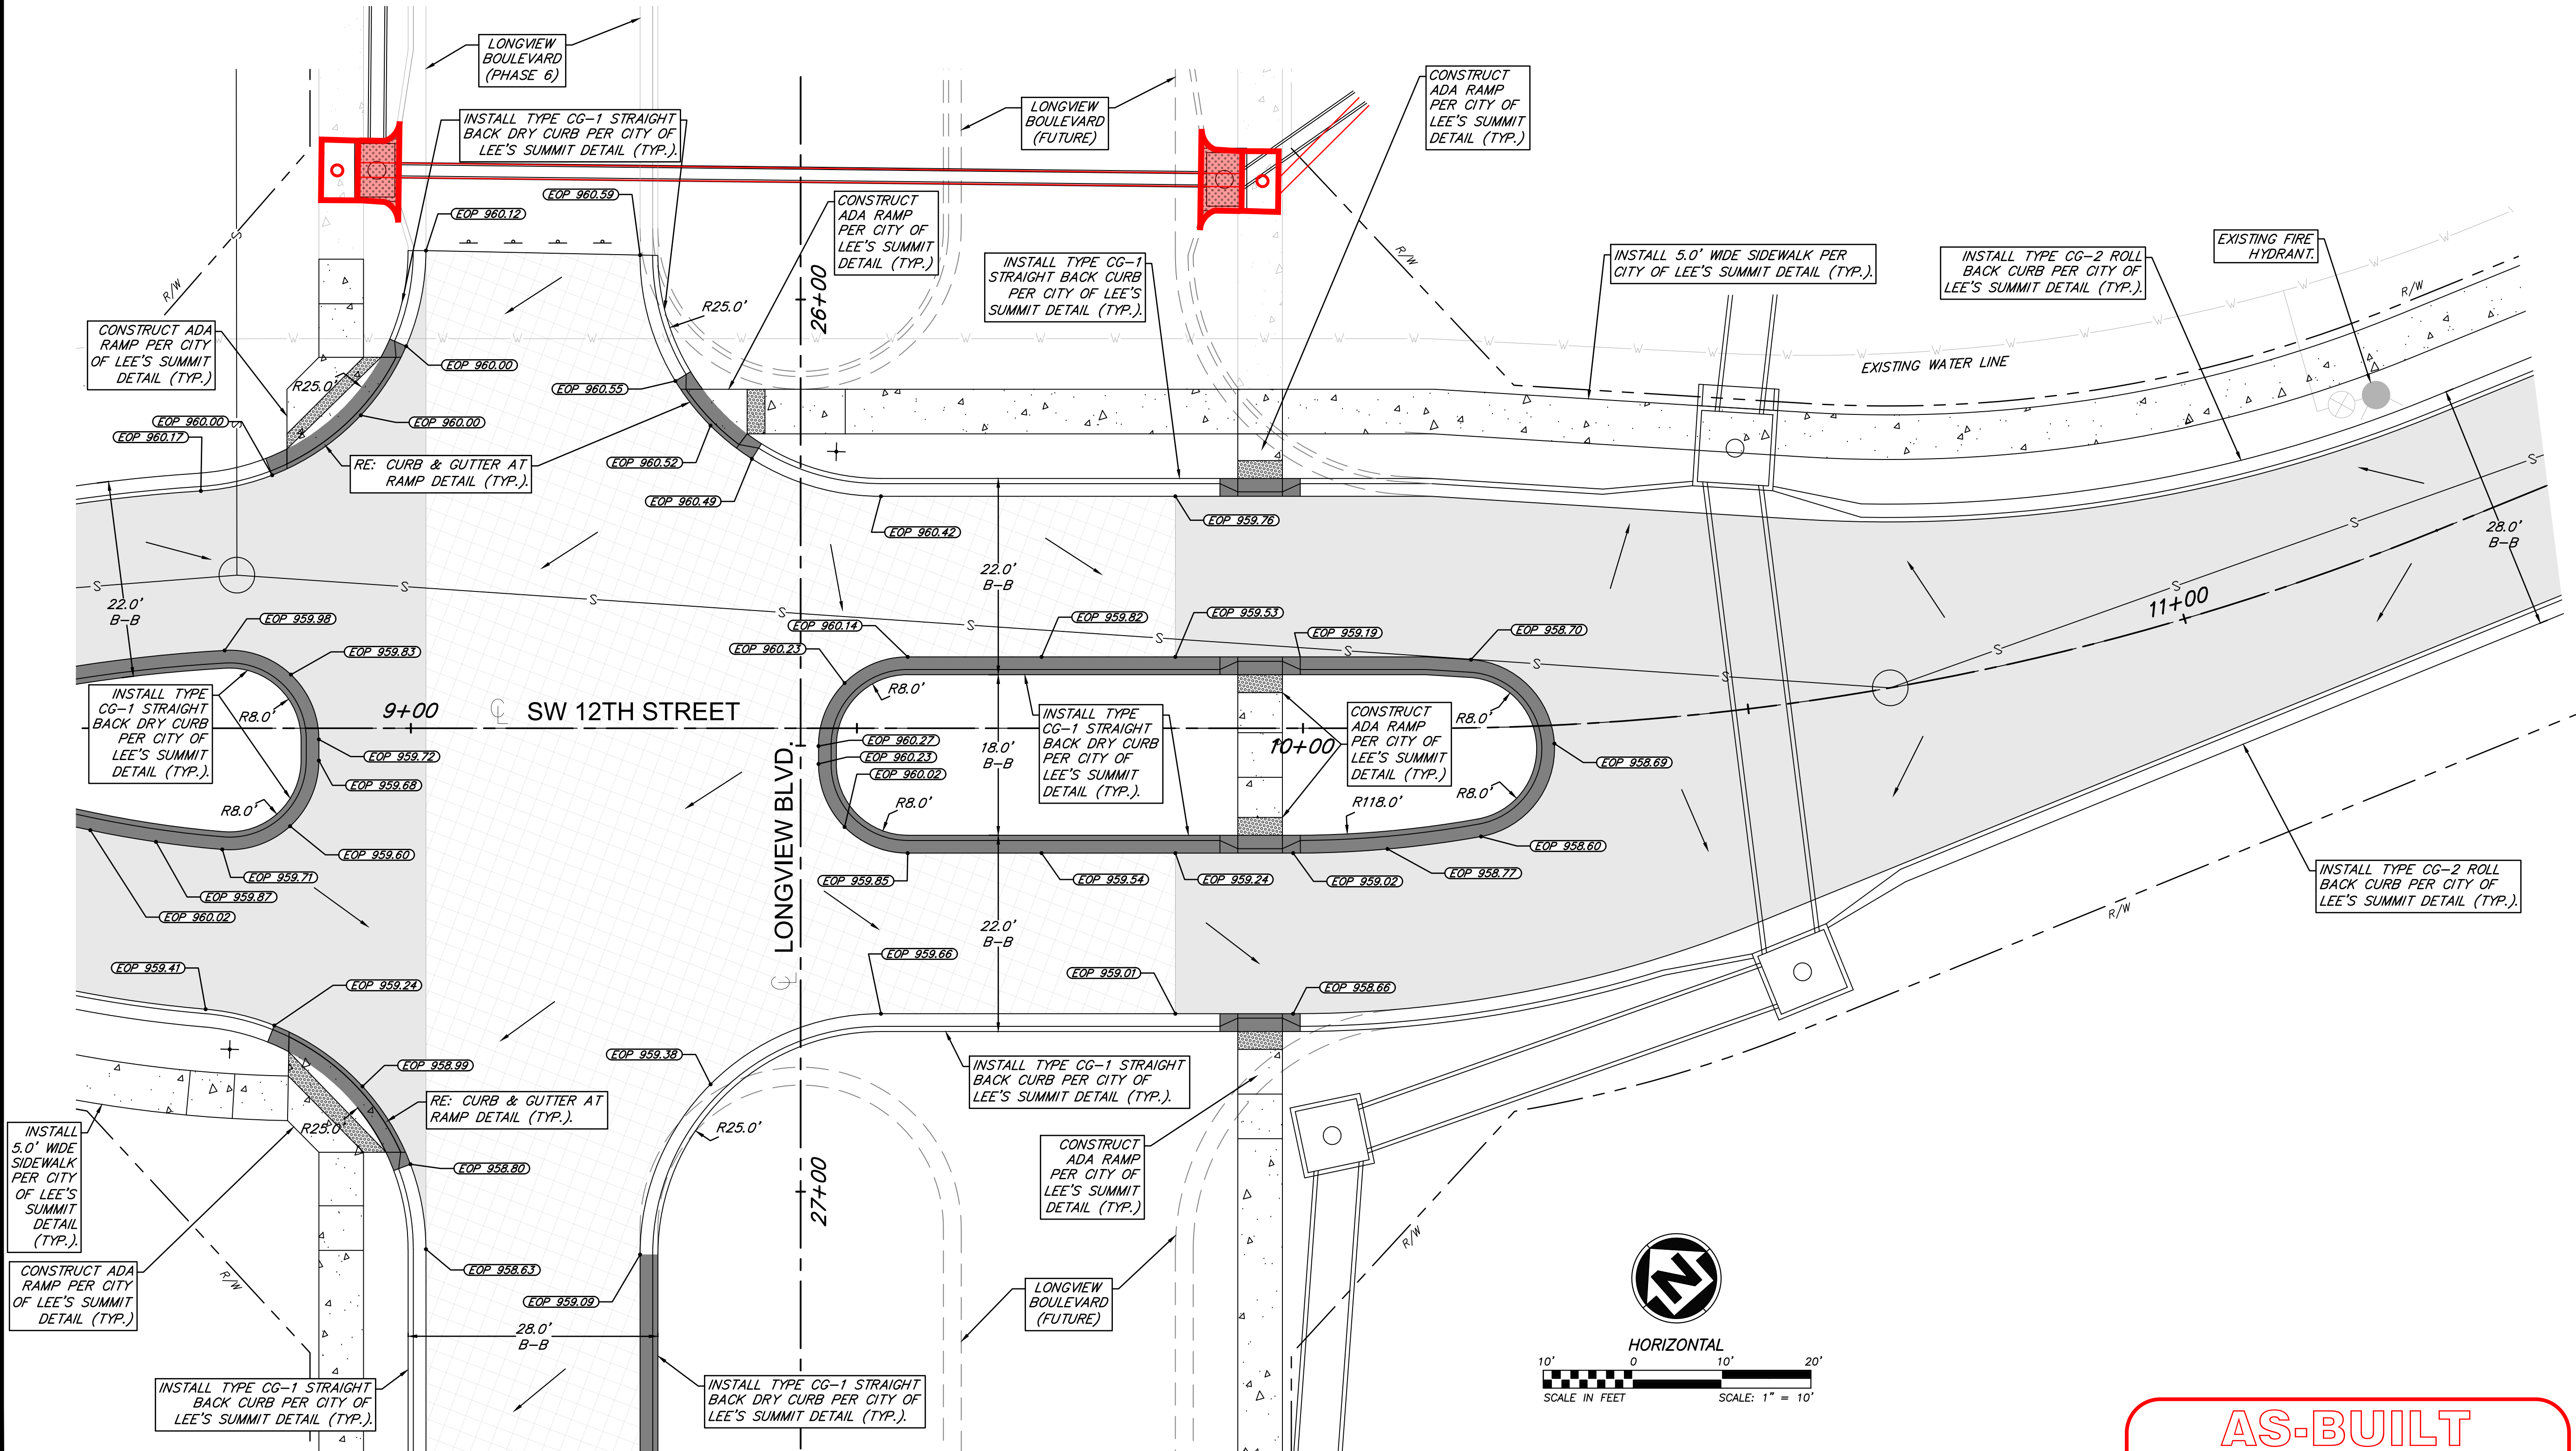 LONGVIEW
BOULEVARD
(PHASE 6)
INSTALL TYPE CG-1 STRAIGHT
BACK DRY CURB PER CITY OF
LEE'S SUMMIT DETAIL (TYP.).
LONGVIEW
BOULEVARD
(FUTURE)
CONSTRUCT
ADA RAMP
PER CITY OF
LEE'S SUMMIT
DETAIL (TYP.)
EOP 960.59
EOP 960.12
CONSTRUCT
ADA RAMP
PER CITY OF
LEE'S SUMMIT
DETAIL (TYP.)
INSTALL TYPE CG-1
STRAIGHT BACK CURB
PER CITY OF LEE'S
SUMMIT DETAIL (TYP.).
INSTALL 5.0' WIDE SIDEWALK PER
CITY OF LEE'S SUMMIT DETAIL (TYP.).
INSTALL TYPE CG-2 ROLL
BACK CURB PER CITY OF
LEE'S SUMMIT DETAIL (TYP.).
EXISTING FIRE
HYDRANT.
S
R/W
R/W
R/W
26+00
R25.0'
CONSTRUCT ADA
RAMP PER CITY
OF LEE'S SUMMIT
DETAIL (TYP.)
R25.0'
W W W W W W W W W W W W W W W W
EXISTING WATER LINE
EOP 960.00
EOP 960.55
EOP 960.00
EOP 960.17
EOP 960.00
RE: CURB & GUTTER AT
RAMP DETAIL (TYP.).
EOP 960.52
EOP 960.49
EOP 960.42
EOP 959.76
28.0'
B-B
22.0'
B-B
22.0'
B-B
S S S S S S S S S S S S
11+00
EOP 959.98
EOP 959.83
EOP 960.14
EOP 960.23
EOP 959.82
EOP 959.53
EOP 959.19
EOP 958.70
INSTALL TYPE
CG-1 STRAIGHT
BACK DRY CURB
PER CITY OF
LEE'S SUMMIT
DETAIL (TYP.).
R8.0'
R8.0'
9+00
SW 12TH STREET
EOP 959.72
EOP 959.68
EOP 959.60
EOP 959.71
EOP 959.87
EOP 960.02
LONGVIEW BLVD.
R8.0'
EOP 960.27
EOP 960.23
EOP 960.02
R8.0'
18.0'
B-B
INSTALL TYPE
CG-1 STRAIGHT
BACK DRY CURB
PER CITY OF
LEE'S SUMMIT
DETAIL (TYP.).
10+00
CONSTRUCT
ADA RAMP
PER CITY OF
LEE'S SUMMIT
DETAIL (TYP.)
R8.0'
R8.0'
R118.0'
EOP 958.69
EOP 958.60
EOP 959.85
EOP 959.54
EOP 959.24
EOP 959.02
EOP 958.77
INSTALL TYPE CG-2 ROLL
BACK CURB PER CITY OF
LEE'S SUMMIT DETAIL (TYP.).
R/W
22.0'
B-B
EOP 959.66
EOP 959.01
EOP 958.66
EOP 959.41
EOP 959.24
EOP 958.99
EOP 959.38
RE: CURB & GUTTER AT
RAMP DETAIL (TYP.).
INSTALL TYPE CG-1 STRAIGHT
BACK CURB PER CITY OF
LEE'S SUMMIT DETAIL (TYP.).
INSTALL
5.0' WIDE
SIDEWALK
PER CITY
OF LEE'S
SUMMIT
DETAIL
(TYP.).
R25.0'
R25.0'
EOP 958.80
27+00
CONSTRUCT
ADA RAMP
PER CITY OF
LEE'S SUMMIT
DETAIL (TYP.)
R/W
R/W
CONSTRUCT ADA
RAMP PER CITY
OF LEE'S SUMMIT
DETAIL (TYP.)
EOP 958.63
EOP 959.09
28.0'
B-B
LONGVIEW
BOULEVARD
(FUTURE)
INSTALL TYPE CG-1 STRAIGHT
BACK CURB PER CITY OF
LEE'S SUMMIT DETAIL (TYP.).
INSTALL TYPE CG-1 STRAIGHT
BACK DRY CURB PER CITY OF
LEE'S SUMMIT DETAIL (TYP.).
N
HORIZONTAL
10' 0 10' 20'
SCALE IN FEET SCALE: 1" = 10'
AS-BUILT